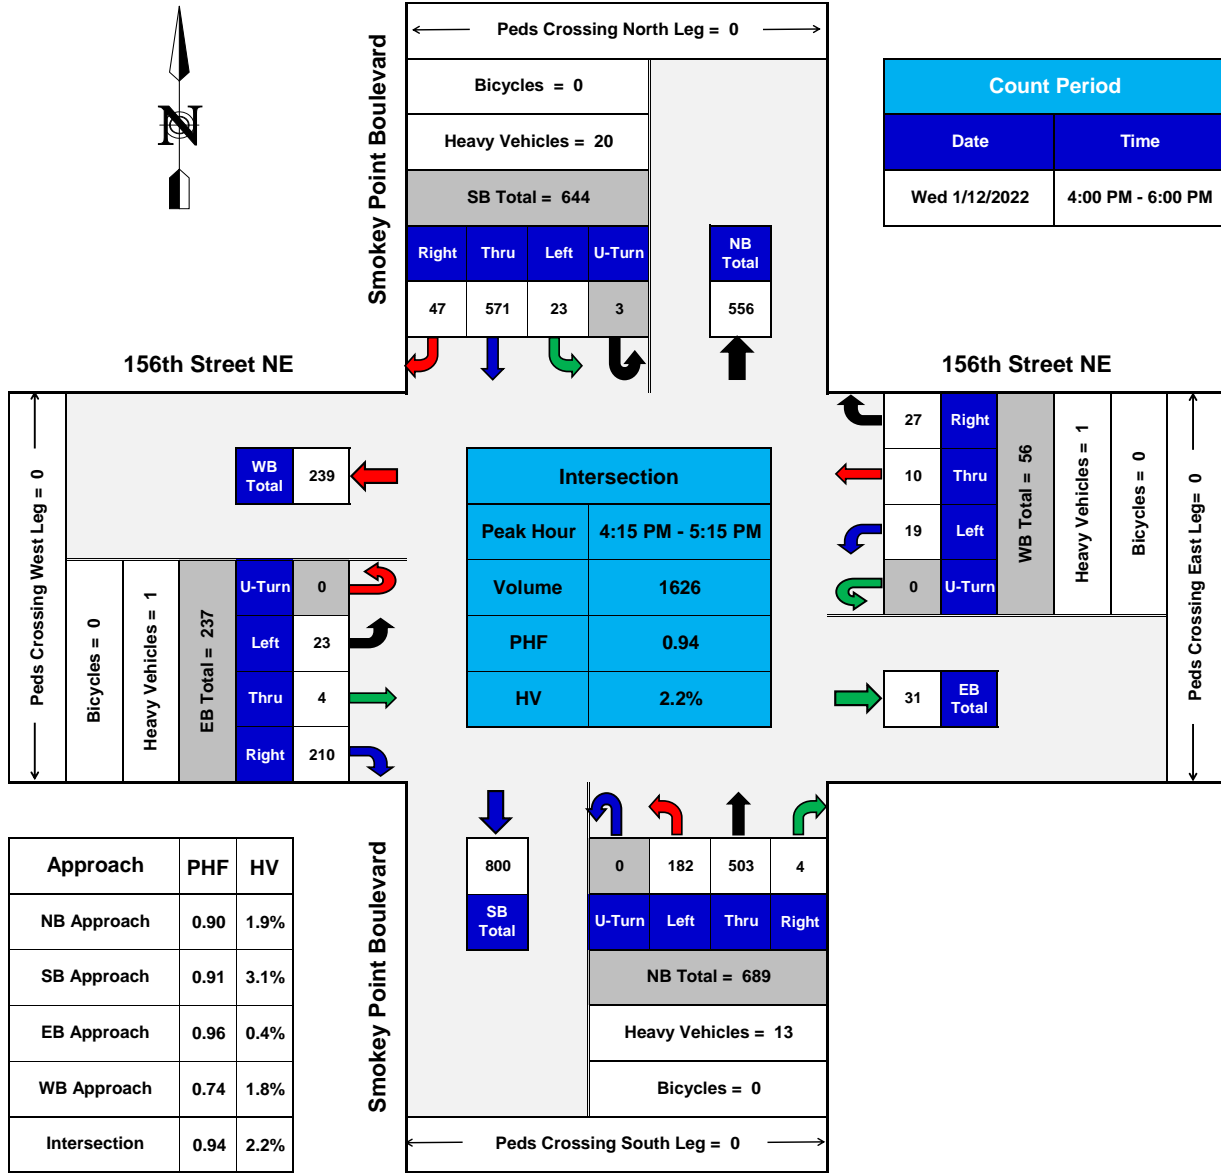 Peds Crossing North Leg = 0
Bicycles = 0
Heavy Vehicles = 20
SB Total = 644
Right Thru Left U-Turn
47 571 23 3
NB
Total
556
Smokey Point Boulevard
N
Count Period
Date Time
Wed 1/12/2022 4:00 PM - 6:00 PM
156th Street NE
156th Street NE
Peds Crossing West Leg = 0
WB
Total
239
Bicycles = 0
Heavy Vehicles = 1
EB Total = 237
U-Turn 0
Left 23
Thru 4
Right 210
Intersection
Peak Hour 4:15 PM - 5:15 PM
Volume 1626
PHF 0.94
HV 2.2%
27 Right
10 Thru
19 Left
0 U-Turn
WB Total = 56
Heavy Vehicles = 1
Bicycles = 0
Peds Crossing East Leg= 0
31
EB
Total
Approach PHF HV
NB Approach 0.90 1.9%
SB Approach 0.91 3.1%
EB Approach 0.96 0.4%
WB Approach 0.74 1.8%
Intersection 0.94 2.2%
Smokey Point Boulevard
800
SB
Total
0 182 503 4
U-Turn Left Thru Right
NB Total = 689
Heavy Vehicles = 13
Bicycles = 0
Peds Crossing South Leg = 0